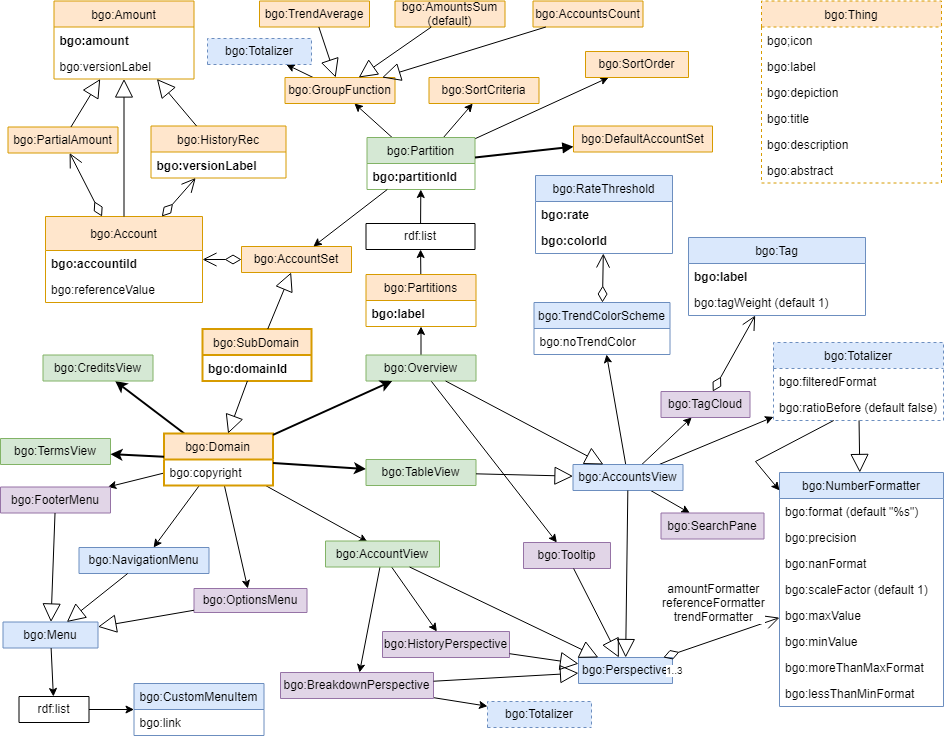 bgo:Amount
bgo:amount
bgo:versionLabel
bgo:TrendAverage
bgo:AmountsSum
(default)
bgo:AccountsCount
bgo:Totalizer
bgo:GroupFunction
bgo:SortCriteria
bgo:SortOrder
bgo:Thing
bgo;icon
bgo:label
bgo:depiction
bgo:title
bgo:description
bgo:abstract
bgo:PartialAmount
bgo:HistoryRec
bgo:versionLabel
bgo:Partition
bgo:partitionId
bgo:DefaultAccountSet
bgo:RateThreshold
bgo:rate
bgo:colorId
bgo:Account
bgo:accountiId
bgo:referenceValue
rdf:list
bgo:AccountSet
bgo:Tag
bgo:label
bgo:tagWeight (default 1)
bgo:Partitions
bgo:label
bgo:TrendColorScheme
bgo:noTrendColor
bgo:SubDomain
bgo:domainId
bgo:CreditsView
bgo:Overview
bgo:Totalizer
bgo:filteredFormat
bgo:ratioBefore (default false)
bgo:TagCloud
bgo:TermsView
bgo:Domain
bgo:copyright
bgo:TableView
bgo:AccountsView
bgo:FooterMenu
bgo:NumberFormatter
bgo:format (default "%s")
bgo:precision
bgo:nanFormat
bgo:scaleFactor (default 1)
bgo:maxValue
bgo:minValue
bgo:moreThanMaxFormat
bgo:lessThanMinFormat
bgo:SearchPane
bgo:NavigationMenu
bgo:AccountView
bgo:Tooltip
bgo:OptionsMenu
amountFormatter
referenceFormatter
trendFormatter
bgo:Menu
bgo:HistoryPerspective
bgo:Perspective
1..3
bgo:BreakdownPerspective
rdf:list
bgo:CustomMenuItem
bgo:link
bgo:Totalizer